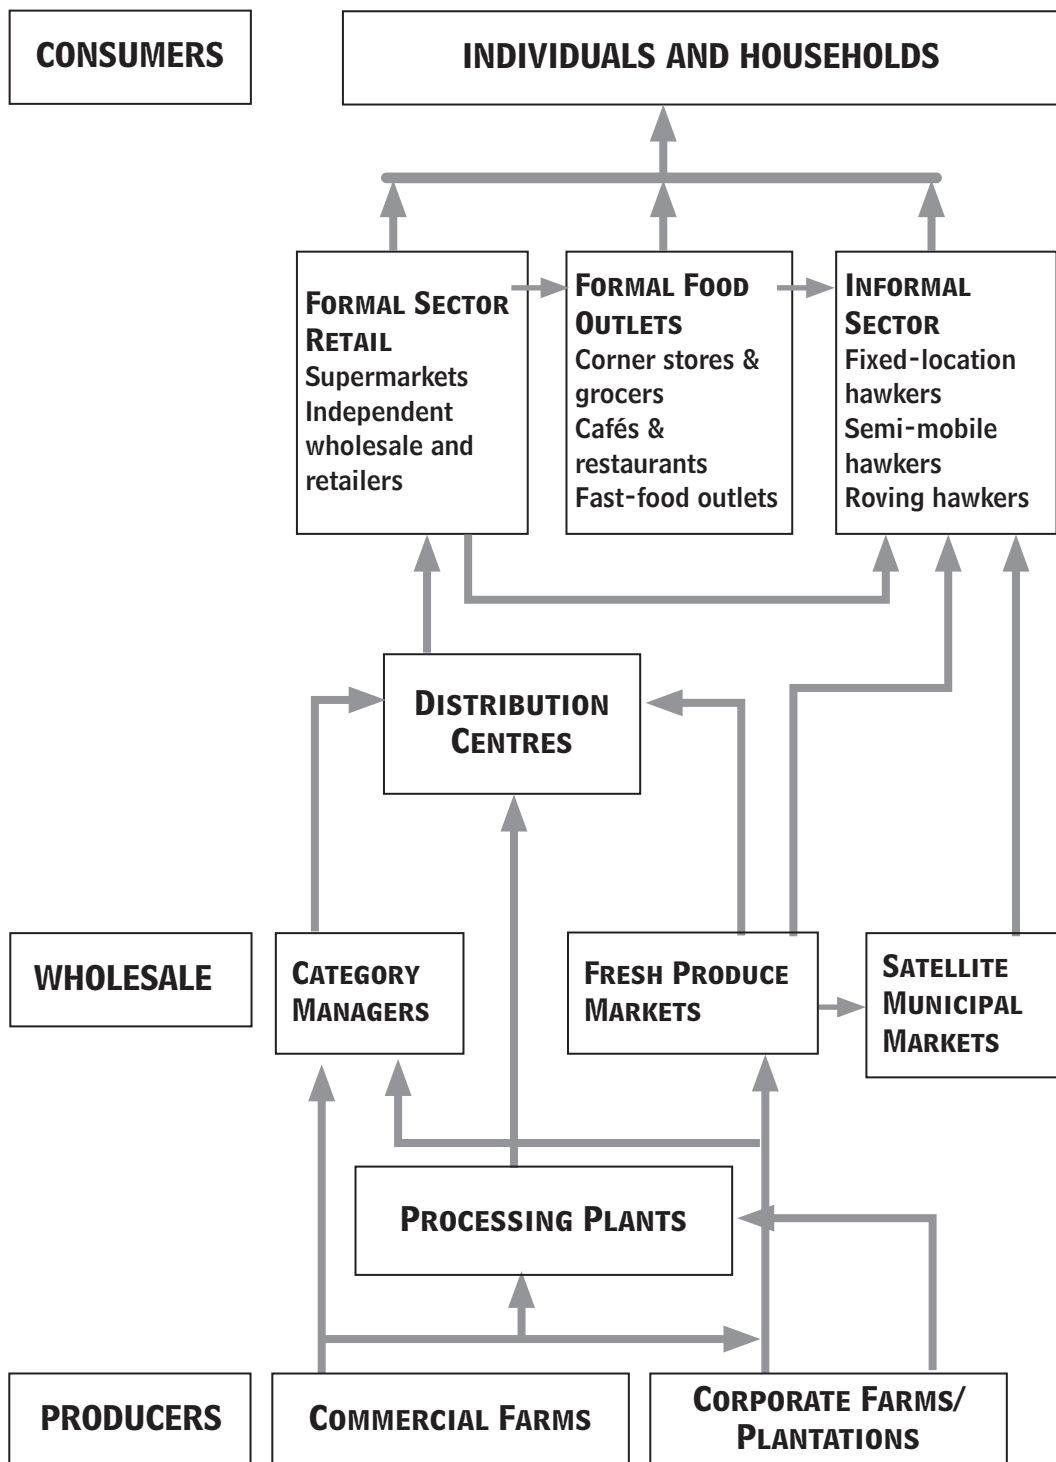 CONSUMERS
INDIVIDUALS AND HOUSEHOLDS
FORMAL SECTOR
RETAIL
Supermarkets
Independent
wholesale and
retailers
FORMAL FOOD
OUTLETS
Corner stores &
grocers
Cafés &
restaurants
Fast-food outlets
INFORMAL
SECTOR
Fixed-location
hawkers
Semi-mobile
hawkers
Roving hawkers
DISTRIBUTION
CENTRES
WHOLESALE
CATEGORY
MANAGERS
FRESH PRODUCE
MARKETS
SATELLITE
MUNICIPAL
MARKETS
PROCESSING PLANTS
PRODUCERS
COMMERCIAL FARMS
CORPORATE FARMS/
PLANTATIONS